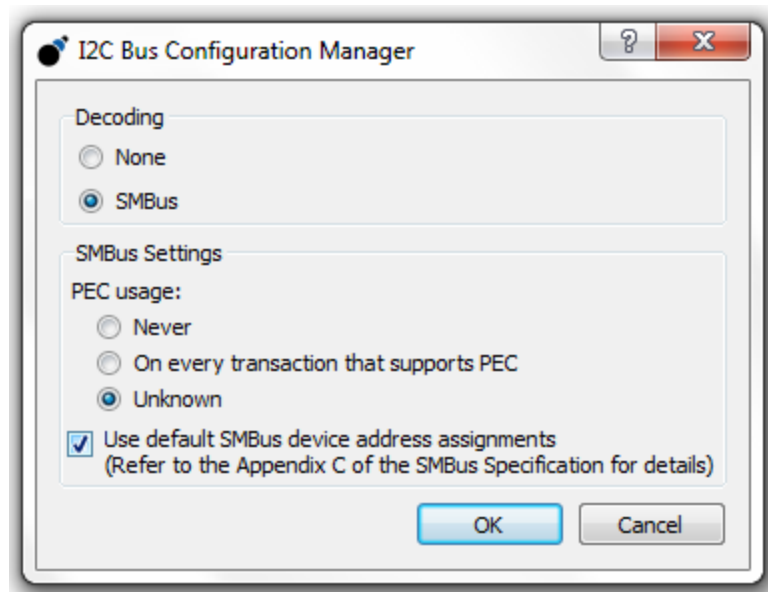 I2C Bus Configuration Manager
Decoding
None
SMBus
SMBus Settings
PEC usage:
Never
On every transaction that supports PEC
Unknown
Use default SMBus device address assignments
(Refer to the Appendix C of the SMBus Specification for details)
OK Cancel